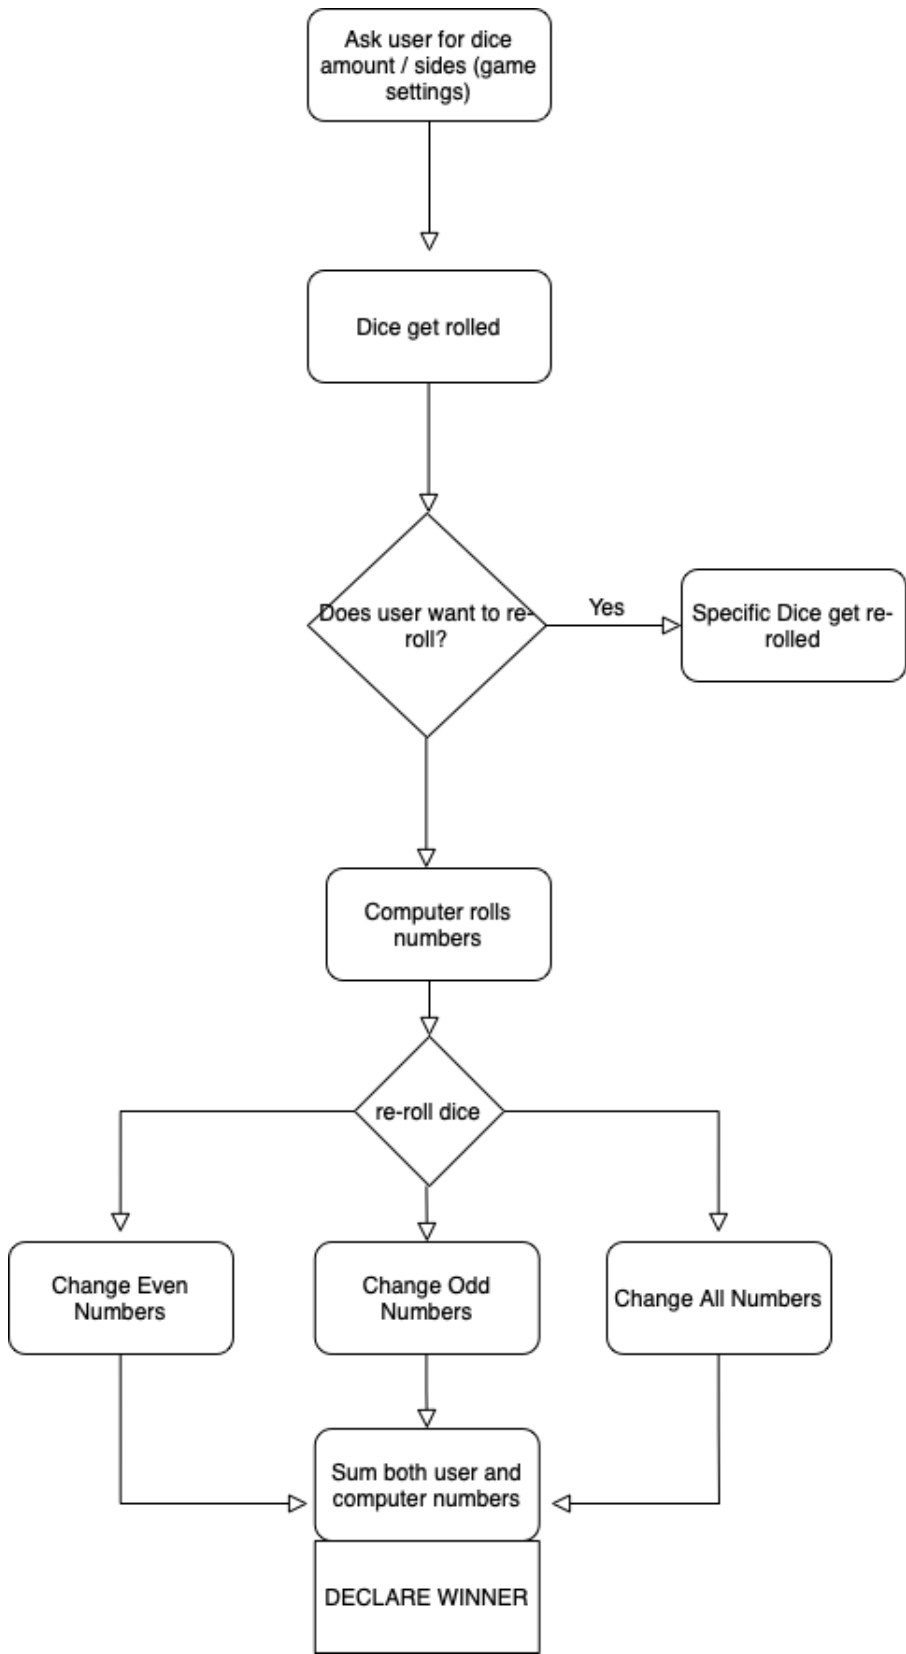 Ask user for dice
amount / sides (game
settings)
Dice get rolled
Does user want to re-
roll?
Yes
Specific Dice get re-
rolled
Computer rolls
numbers
re-roll dice
Change Even
Numbers
Change Odd
Numbers
Change All Numbers
Sum both user and
computer numbers
DECLARE WINNER